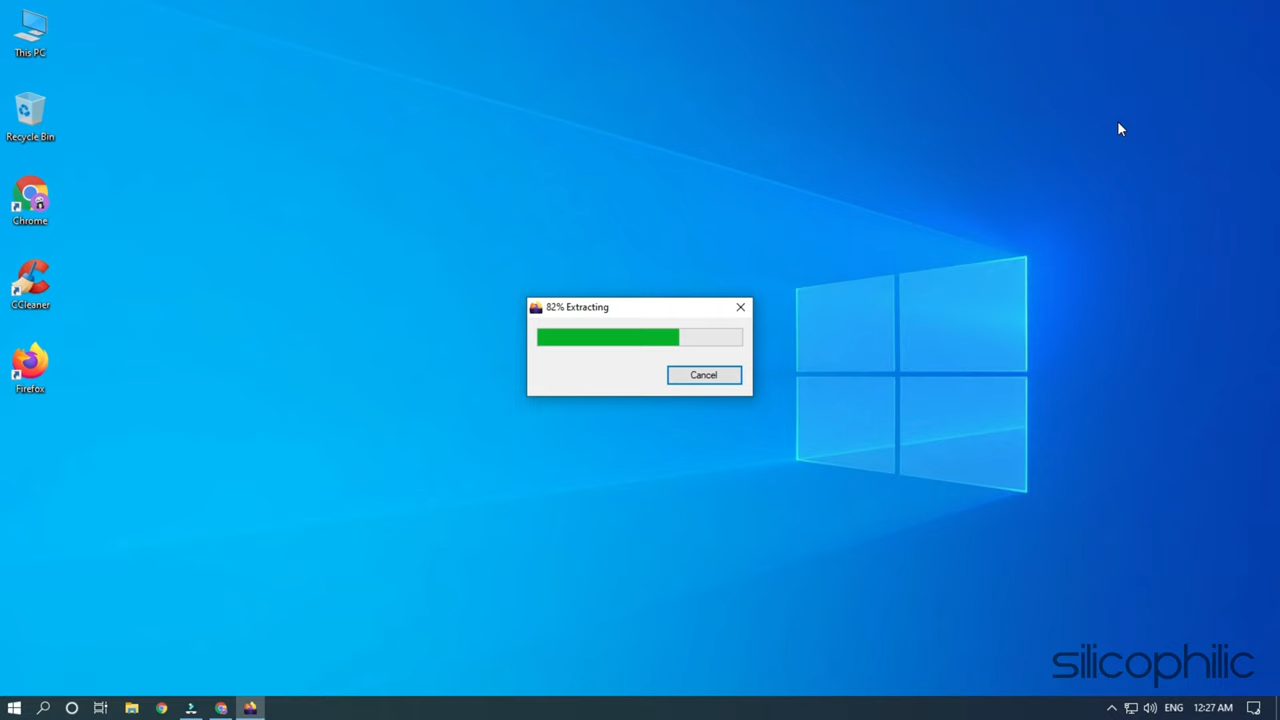 This PC
Recycle Bin
Chrome
CCleaner
Firefox
82% Extracting
Cancel
silicophilic
ENG
12:27 AM